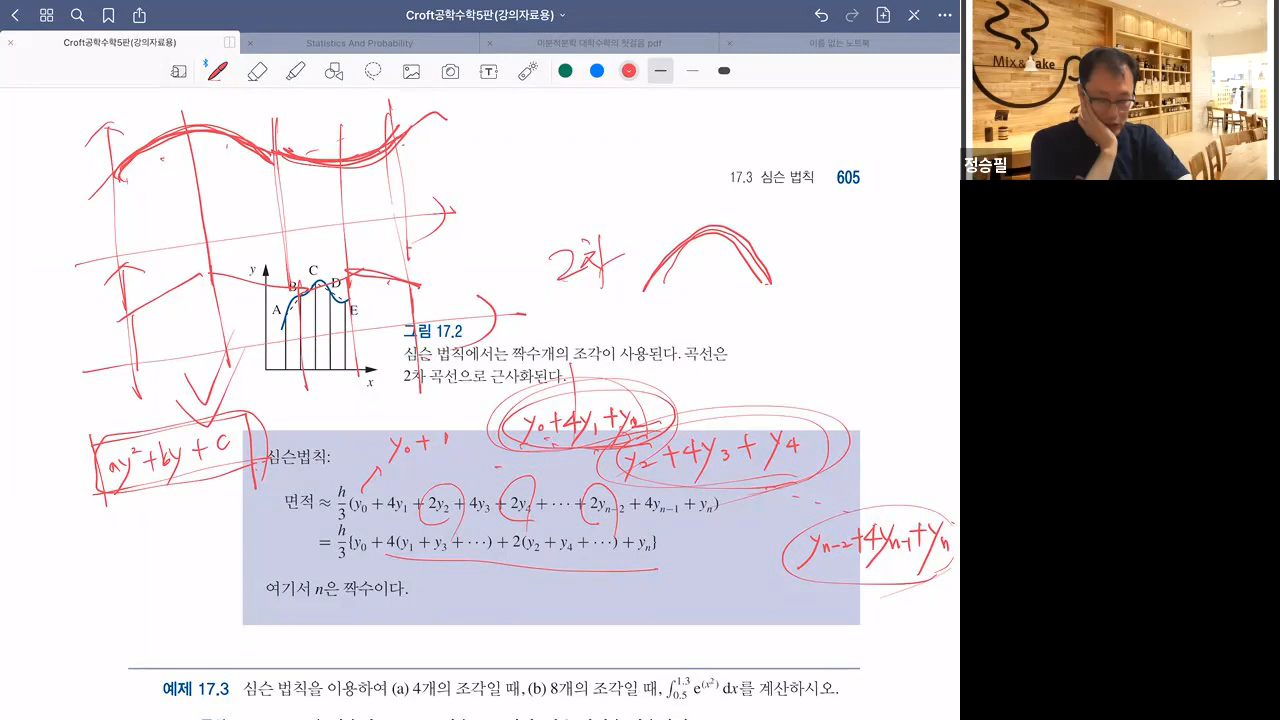 Croft공학수학5판(강의자료용)
Croft공학수학5판(강의자료용)
Statistics And Probability
미분적분학 대학수학의 첫걸음 pdf
이름 없는 노트북
Mix&
ake
정승필
17.3 심슨 법칙 605
2차
y
C
B
D
A
E
x
그림 17.2
심슨 법칙에서는 짝수개의 조각이 사용된다. 곡선은
2차 곡선으로 근사화된다.
y₀+4y₁+y₂
y₂+4y₃+y₄
yₙ₋₂+4yₙ₋₁+yₙ
ay²+by+c
y₀+1
심슨법칙:
면적 ≈ h/3(y₀ + 4y₁ + 2y₂ + 4y₃ + 2y₄ + ⋯ + 2yₙ₋₂ + 4yₙ₋₁ + yₙ)
= h/3{y₀ + 4(y₁ + y₃ + ⋯) + 2(y₂ + y₄ + ⋯) + yₙ}
여기서 n은 짝수이다.
예제 17.3 심슨 법칙을 이용하여 (a) 4개의 조각일 때, (b) 8개의 조각일 때, ∫₀.₅¹·³ e^(x²) dx를 계산하시오.